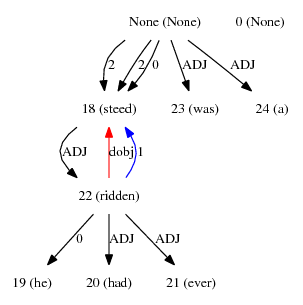 None (None) 0 (None)
2 2 0 ADJ ADJ
18 (steed) 23 (was) 24 (a)
ADJ dobj 1
22 (ridden)
0 ADJ ADJ
19 (he) 20 (had) 21 (ever)